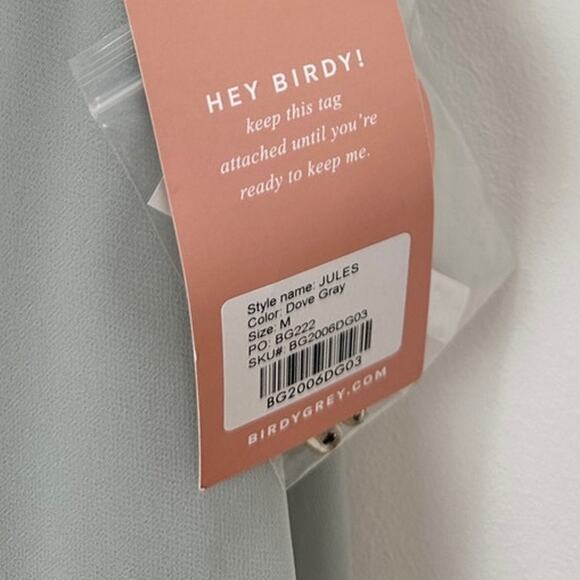 HEY BIRDY!
keep this tag
attached until you're
ready to keep me.
Style name: JULES
Color: Dove Gray
Size: M
PO: BG222
SKU#: BG2006DG03
BG2006DG03
BIRDYGREY.COM